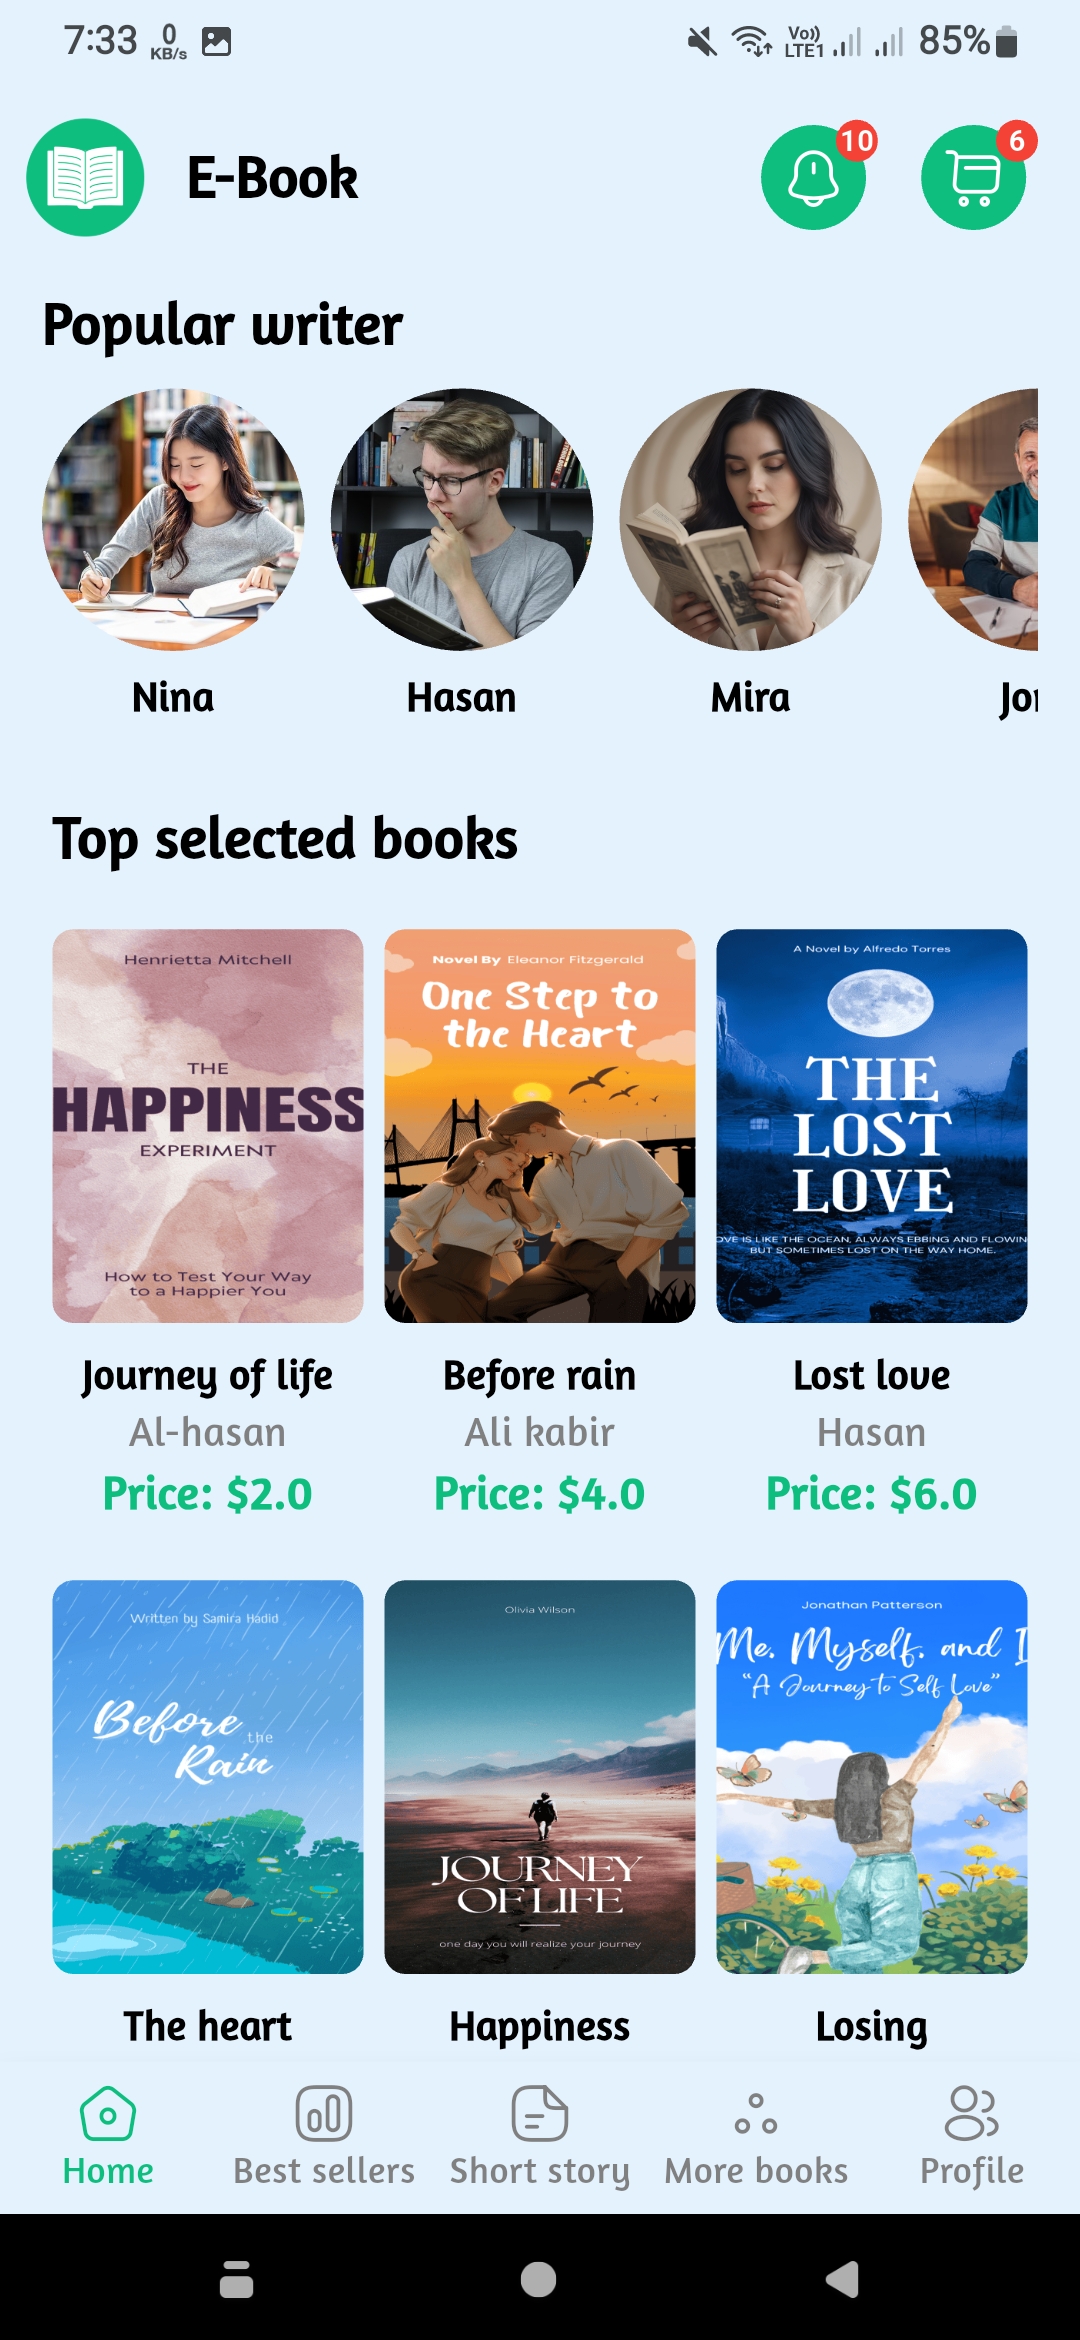 7:33
0
KB/s
Vo))
LTE1
85%
E-Book
10
6
Popular writer
Nina
Hasan
Mira
Top selected books
Henrietta Mitchell
THE
HAPPINESS
EXPERIMENT
How to Test Your Way
to a Happier You
Novel By Eleanor Fitzgerald
One Step to
the Heart
A Novel by Alfredo Torres
THE
LOST
LOVE
OVE IS LIKE THE OCEAN, ALWAYS EBBING AND FLOWIN
BUT SOMETIMES LOST ON THE WAY HOME.
Journey of life
Al-hasan
Price: $2.0
Before rain
Ali kabir
Price: $4.0
Lost love
Hasan
Price: $6.0
Written by Samira Hadid
Before the
Rain
Olivia Wilson
JOURNEY
OF LIFE
one day you will realize your journey
Jonathan Patterson
Me. Myself. and I
“A Journey to Self Love”
The heart
Happiness
Losing
Home
Best sellers
Short story
More books
Profile